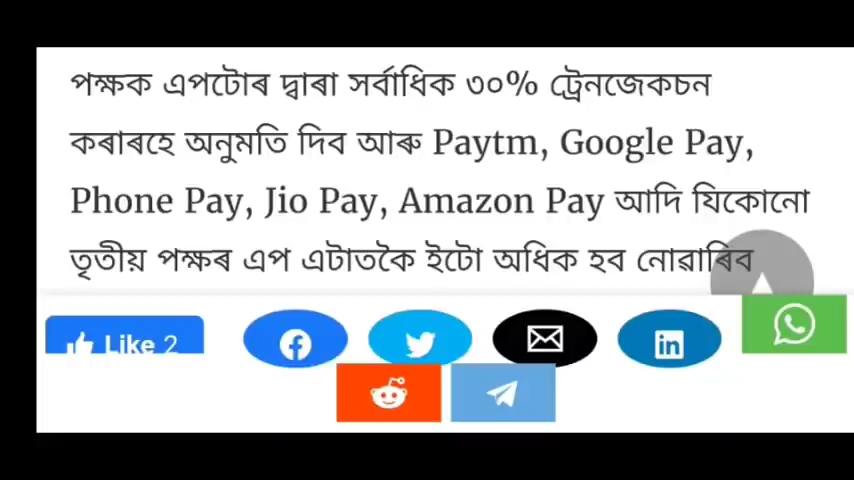 পক্ষক এপটোৰ দ্বাৰা সৰ্বাধিক ৩০% ট্ৰেনজেকচন
কৰাৰহে অনুমতি দিব আৰু Paytm, Google Pay,
Phone Pay, Jio Pay, Amazon Pay আদি যিকোনো
তৃতীয় পক্ষৰ এপ এটাতকৈ ইটো অধিক হব নোৱাৰিব
Like 2